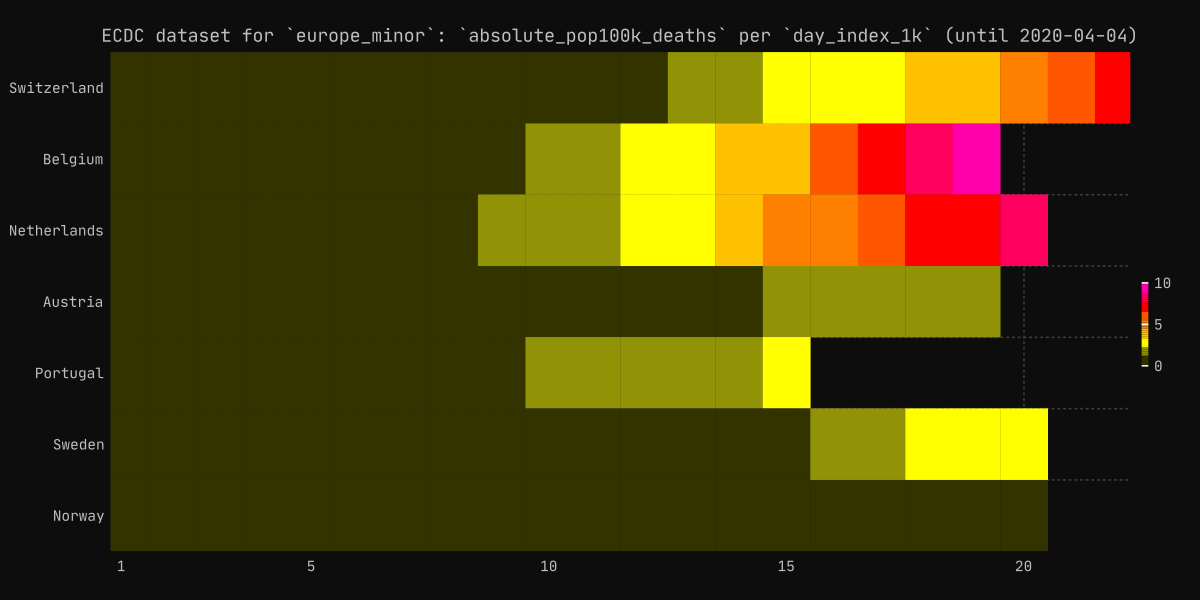 ECDC dataset for `europe_minor`: `absolute_pop100k_deaths` per `day_index_1k` (until 2020-04-04)
Switzerland
Belgium
Netherlands
Austria
Portugal
Sweden
Norway
1 5 10 15 20
10
5
0